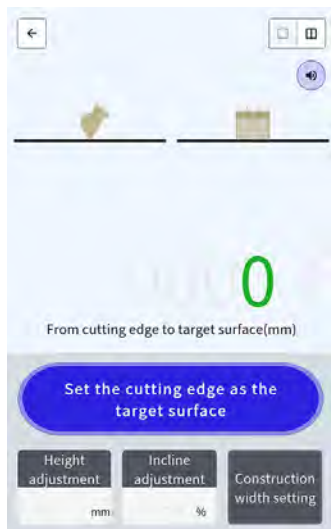 0
From cutting edge to target surface(mm)
Set the cutting edge as the
target surface
Height
adjustment
mm
Incline
adjustment
%
Construction
width setting